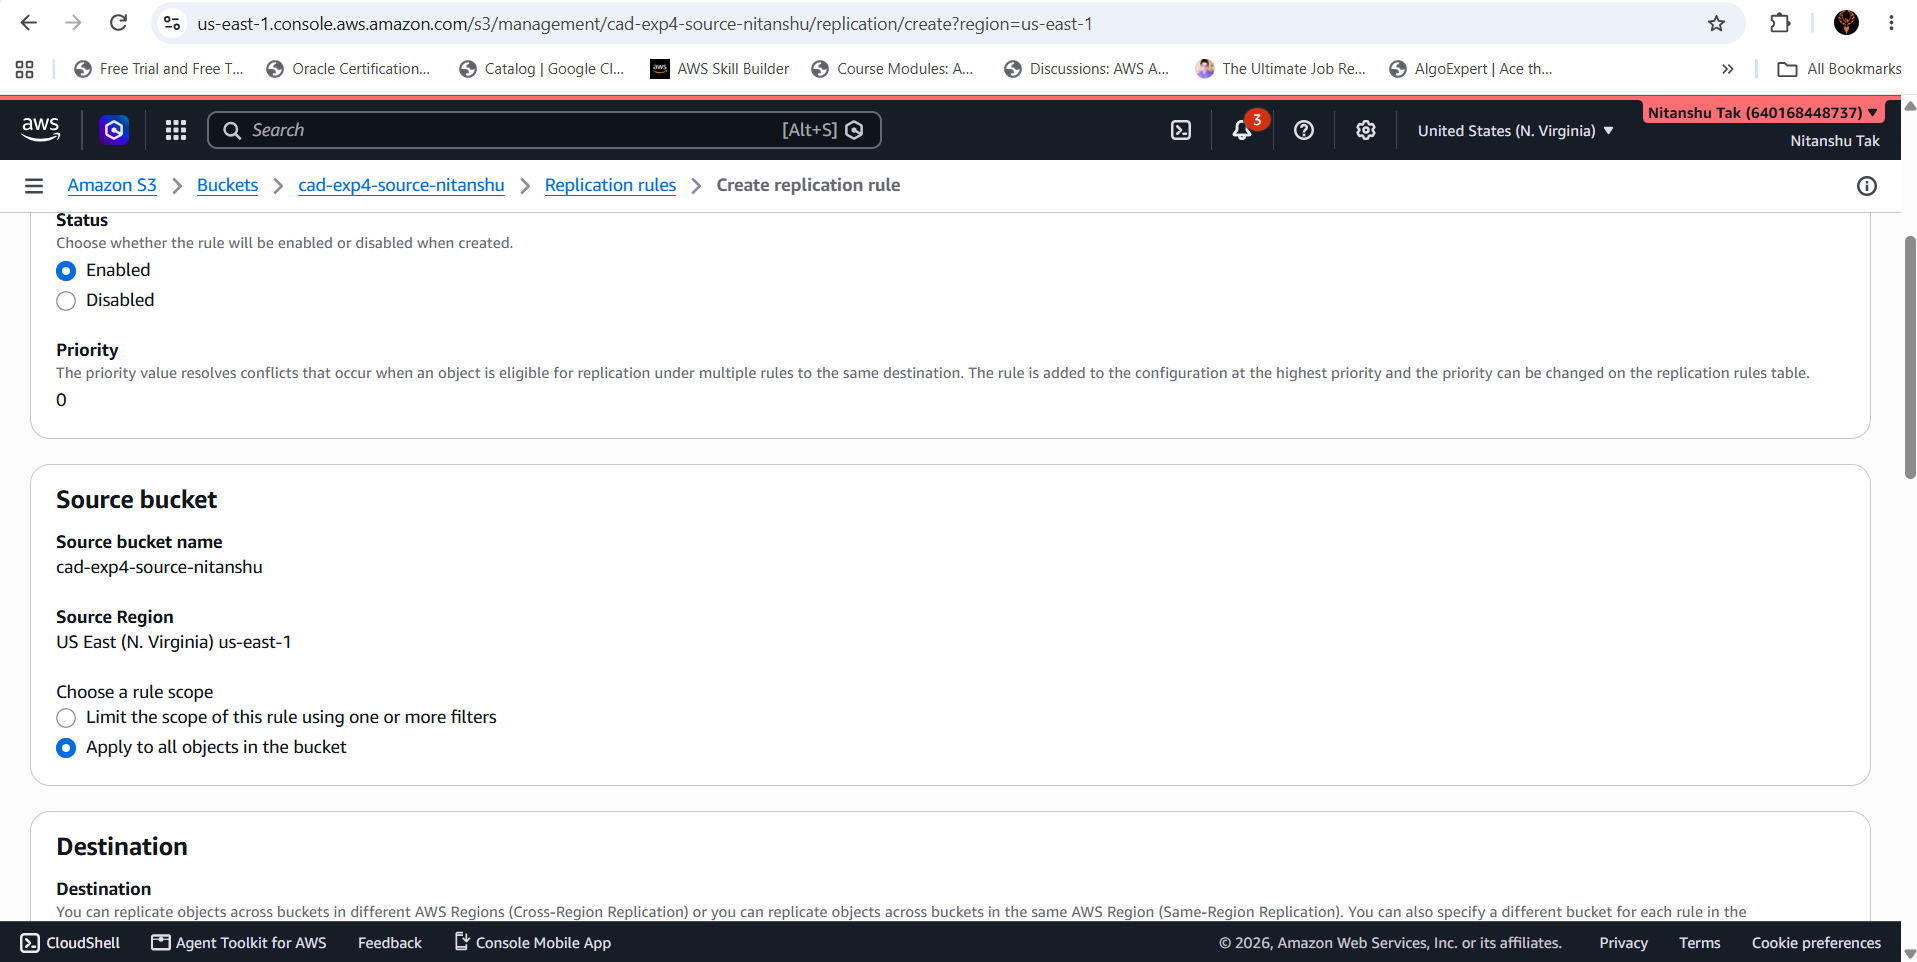 us-east-1.console.aws.amazon.com/s3/management/cad-exp4-source-nitanshu/replication/create?region=us-east-1
Free Trial and Free T... Oracle Certification... Catalog | Google Cl... aws AWS Skill Builder Course Modules: A... Discussions: AWS A... The Ultimate Job Re... AlgoExpert | Ace th... » All Bookmarks
aws Search [Alt+S] 3 United States (N. Virginia) ▼ Nitanshu Tak (640168448737) ▼
Nitanshu Tak
Amazon S3 > Buckets > cad-exp4-source-nitanshu > Replication rules > Create replication rule
Status
Choose whether the rule will be enabled or disabled when created.
Enabled
Disabled
Priority
The priority value resolves conflicts that occur when an object is eligible for replication under multiple rules to the same destination. The rule is added to the configuration at the highest priority and the priority can be changed on the replication rules table.
0
Source bucket
Source bucket name
cad-exp4-source-nitanshu
Source Region
US East (N. Virginia) us-east-1
Choose a rule scope
Limit the scope of this rule using one or more filters
Apply to all objects in the bucket
Destination
Destination
You can replicate objects across buckets in different AWS Regions (Cross-Region Replication) or you can replicate objects across buckets in the same AWS Region (Same-Region Replication). You can also specify a different bucket for each rule in the
CloudShell Agent Toolkit for AWS Feedback Console Mobile App © 2026, Amazon Web Services, Inc. or its affiliates. Privacy Terms Cookie preferences